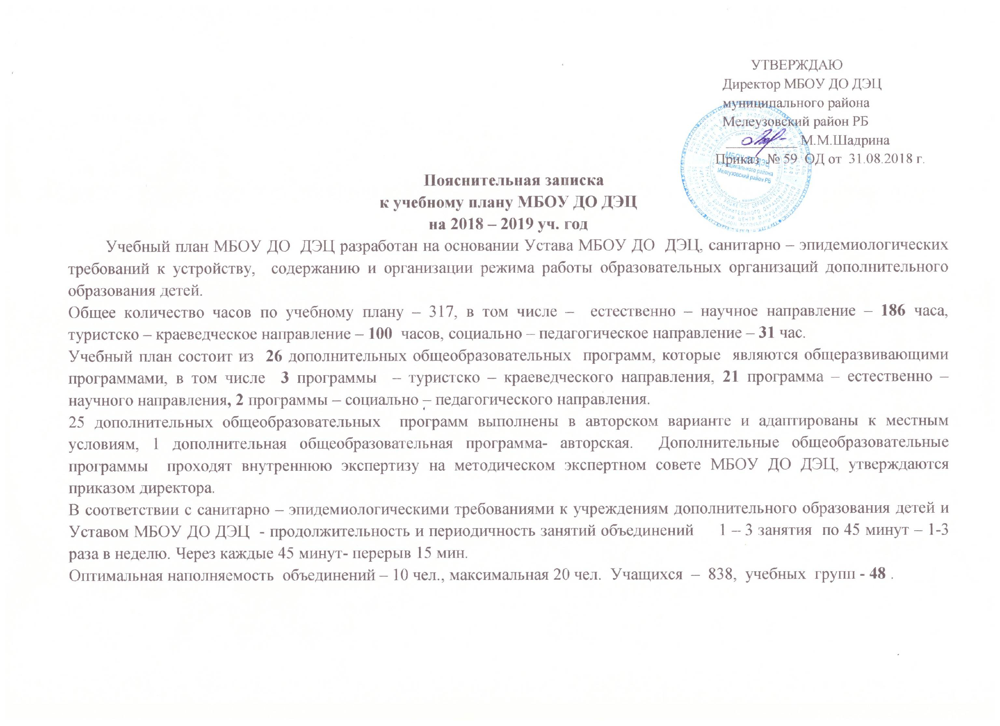 УТВЕРЖДАЮ
Директор МБОУ ДО ДЭЦ
муниципального района
Мелеузовский район РБ
М.М.Шадрина
Приказ № 59 ОД от 31.08.2018 г.
МБОУ ДО ДЭЦ
муниципального района
Мелеузовский район РБ
Пояснительная записка
к учебному плану МБОУ ДО ДЭЦ
на 2018 – 2019 уч. год
Учебный план МБОУ ДО ДЭЦ разработан на основании Устава МБОУ ДО ДЭЦ, санитарно – эпидемиологических
требований к устройству, содержанию и организации режима работы образовательных организаций дополнительного
образования детей.
Общее количество часов по учебному плану – 317, в том числе – естественно – научное направление – 186 часа,
туристско – краеведческое направление – 100 часов, социально – педагогическое направление – 31 час.
Учебный план состоит из 26 дополнительных общеобразовательных программ, которые являются общеразвивающими
программами, в том числе 3 программы – туристско – краеведческого направления, 21 программа – естественно –
научного направления, 2 программы – социально – педагогического направления.
25 дополнительных общеобразовательных программ выполнены в авторском варианте и адаптированы к местным
условиям, 1 дополнительная общеобразовательная программа- авторская. Дополнительные общеобразовательные
программы проходят внутреннюю экспертизу на методическом экспертном совете МБОУ ДО ДЭЦ, утверждаются
приказом директора.
В соответствии с санитарно – эпидемиологическими требованиями к учреждениям дополнительного образования детей и
Уставом МБОУ ДО ДЭЦ - продолжительность и периодичность занятий объединений 1 – 3 занятия по 45 минут – 1-3
раза в неделю. Через каждые 45 минут- перерыв 15 мин.
Оптимальная наполняемость объединений – 10 чел., максимальная 20 чел. Учащихся – 838, учебных групп - 48 .